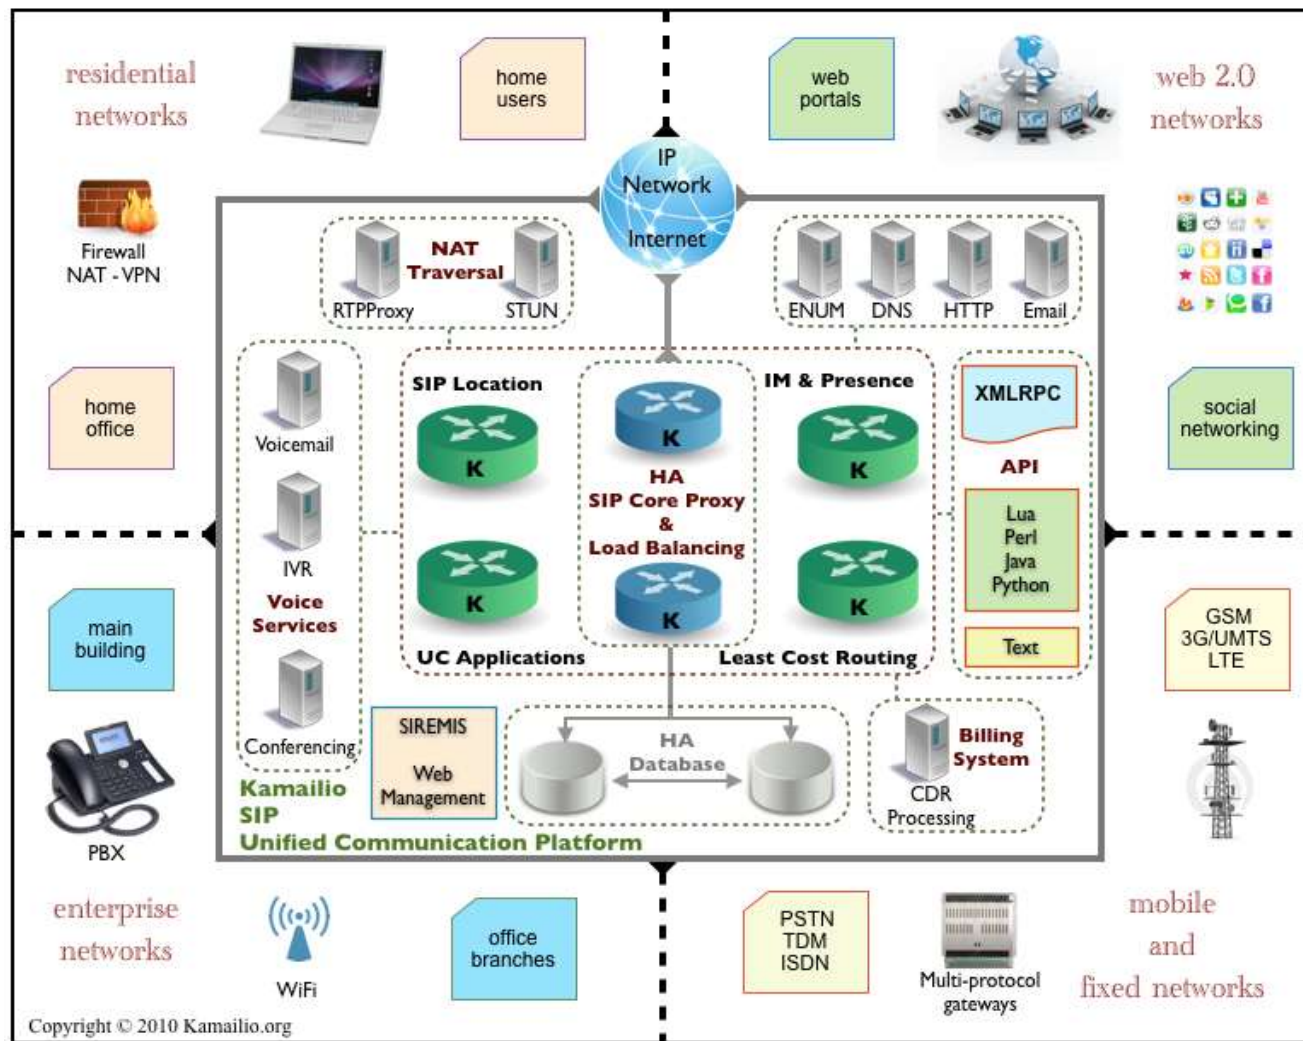 residential
networks
home
users
web
portals
web 2.0
networks
IP
Network
Internet
Firewall
NAT - VPN
NAT
Traversal
RTPProxy
STUN
ENUM
DNS
HTTP
Email
home
office
Voicemail
IVR
Voice
Services
Conferencing
SIP Location
K
K
UC Applications
K
HA
SIP Core Proxy
&
Load Balancing
K
IM & Presence
K
K
Least Cost Routing
XMLRPC
API
Lua
Perl
Java
Python
Text
social
networking
main
building
PBX
GSM
3G/UMTS
LTE
SIREMIS
Web
Management
HA
Database
Billing
System
CDR
Processing
Kamailio
SIP
Unified Communication Platform
enterprise
networks
WiFi
office
branches
PSTN
TDM
ISDN
Multi-protocol
gateways
mobile
and
fixed networks
Copyright © 2010 Kamailio.org